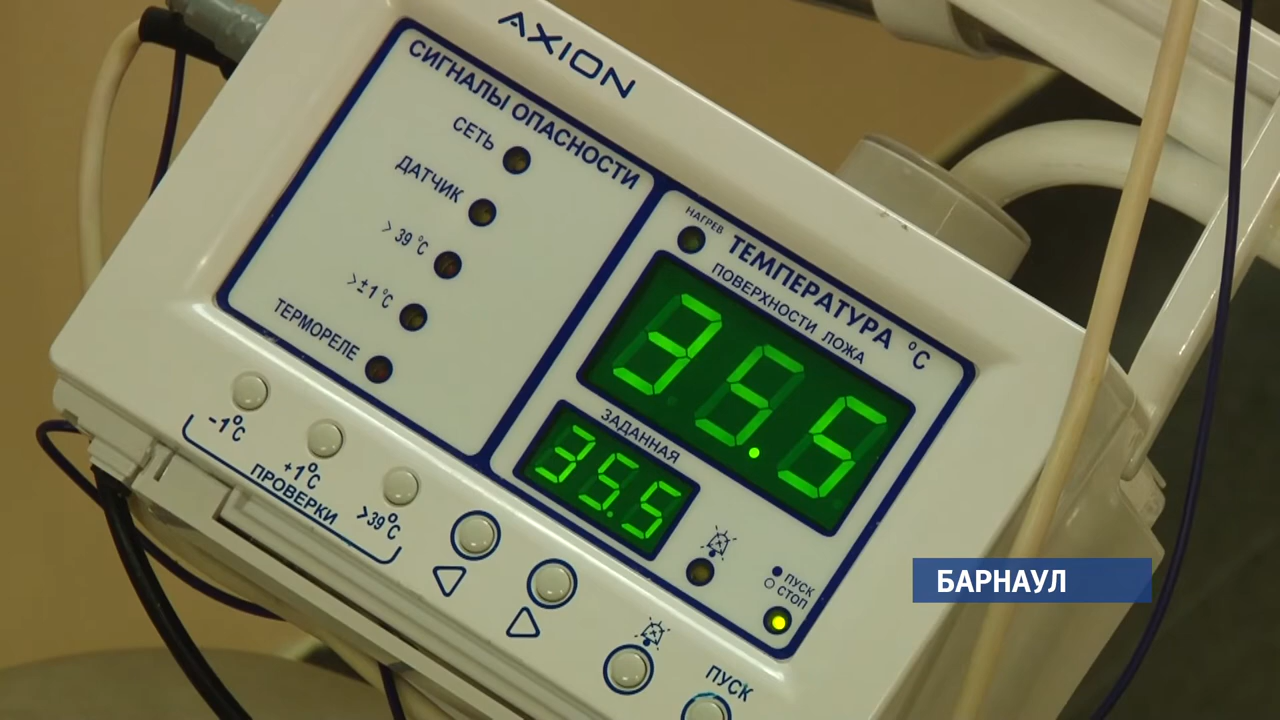 AXION
СИГНАЛЫ ОПАСНОСТИ
СЕТЬ
ДАТЧИК
> 39 °C
> ±1 °C
ТЕРМОРЕЛЕ
НАГРЕВ
ТЕМПЕРАТУРА °C
ПОВЕРХНОСТИ ЛОЖА
35.5
ЗАДАННАЯ
35.5
ПУСК
СТОП
-1°C
+1°C
>39°C
ПРОВЕРКИ
ПУСК
БАРНАУЛ